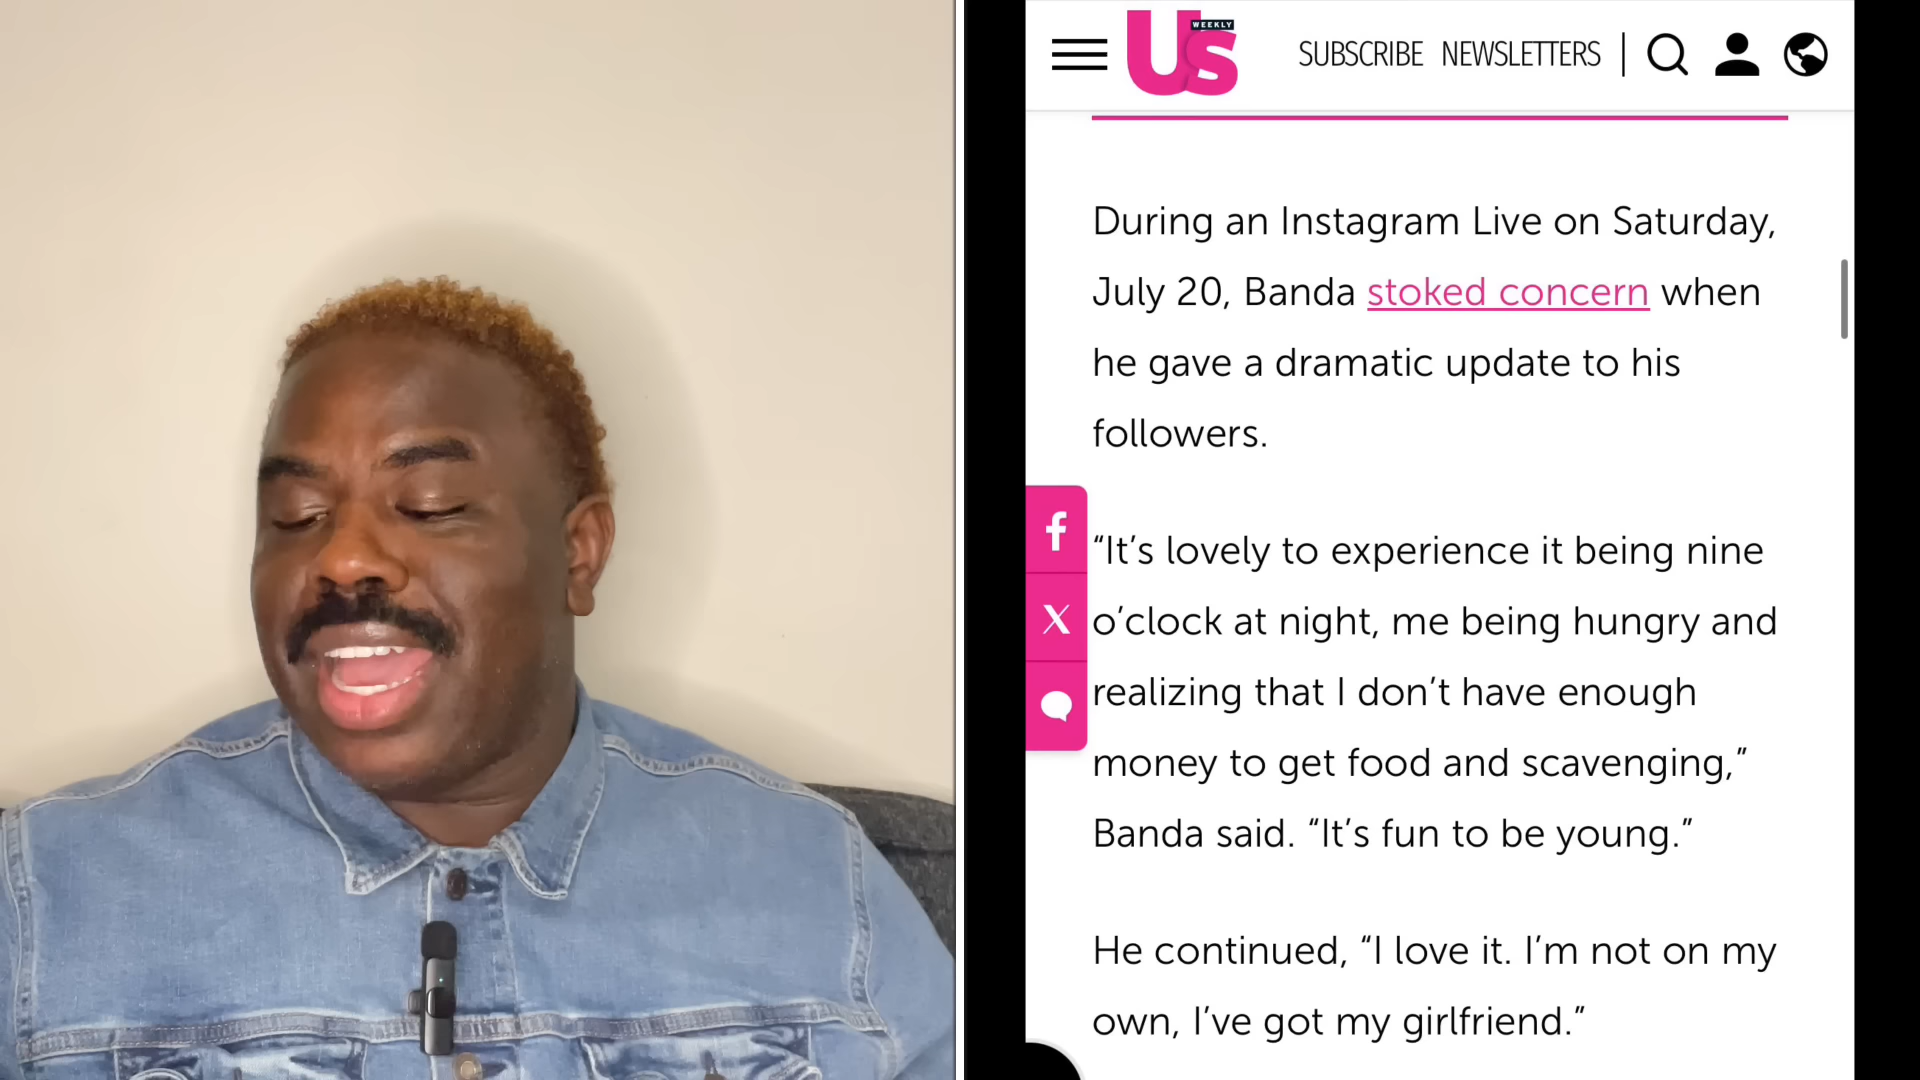 Us
WEEKLY
SUBSCRIBE NEWSLETTERS
During an Instagram Live on Saturday,
July 20, Banda stoked concern when
he gave a dramatic update to his
followers.
“It’s lovely to experience it being nine
o’clock at night, me being hungry and
realizing that I don’t have enough
money to get food and scavenging,”
Banda said. “It’s fun to be young.”
He continued, “I love it. I’m not on my
own, I’ve got my girlfriend.”